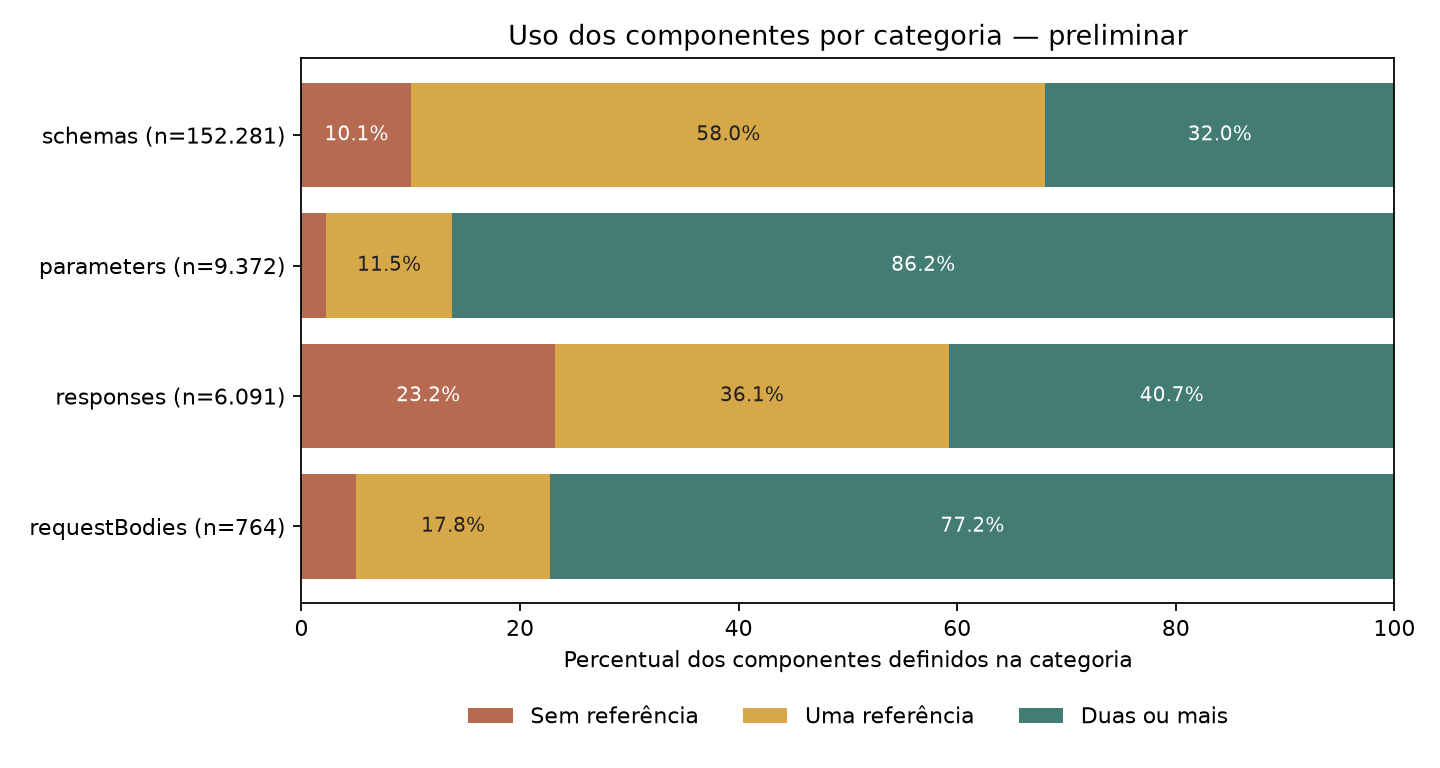 Uso dos componentes por categoria — preliminar
schemas (n=152.281)
10.1%
58.0%
32.0%
parameters (n=9.372)
11.5%
86.2%
responses (n=6.091)
23.2%
36.1%
40.7%
requestBodies (n=764)
17.8%
77.2%
0
20
40
60
80
100
Percentual dos componentes definidos na categoria
Sem referência
Uma referência
Duas ou mais